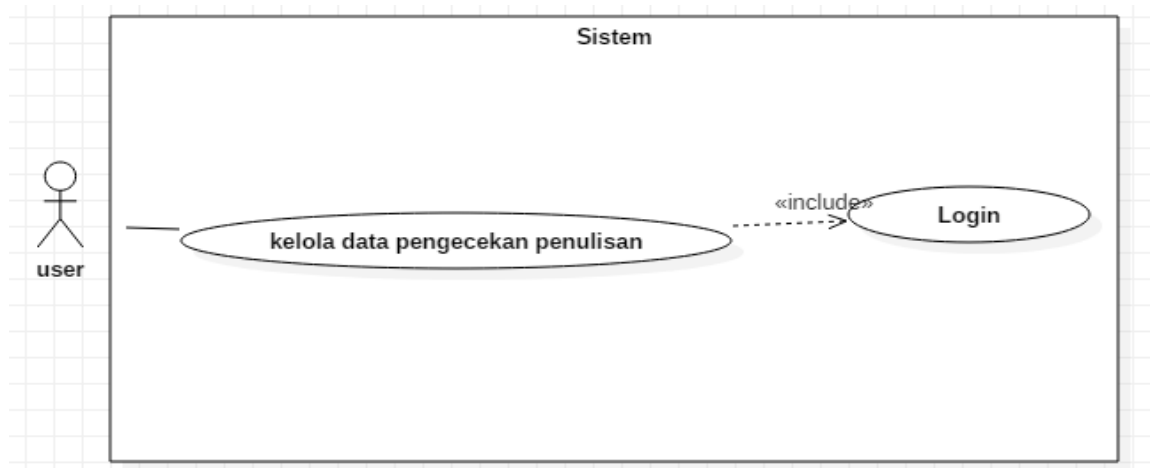 Sistem
«include»
Login
kelola data pengecekan penulisan
user